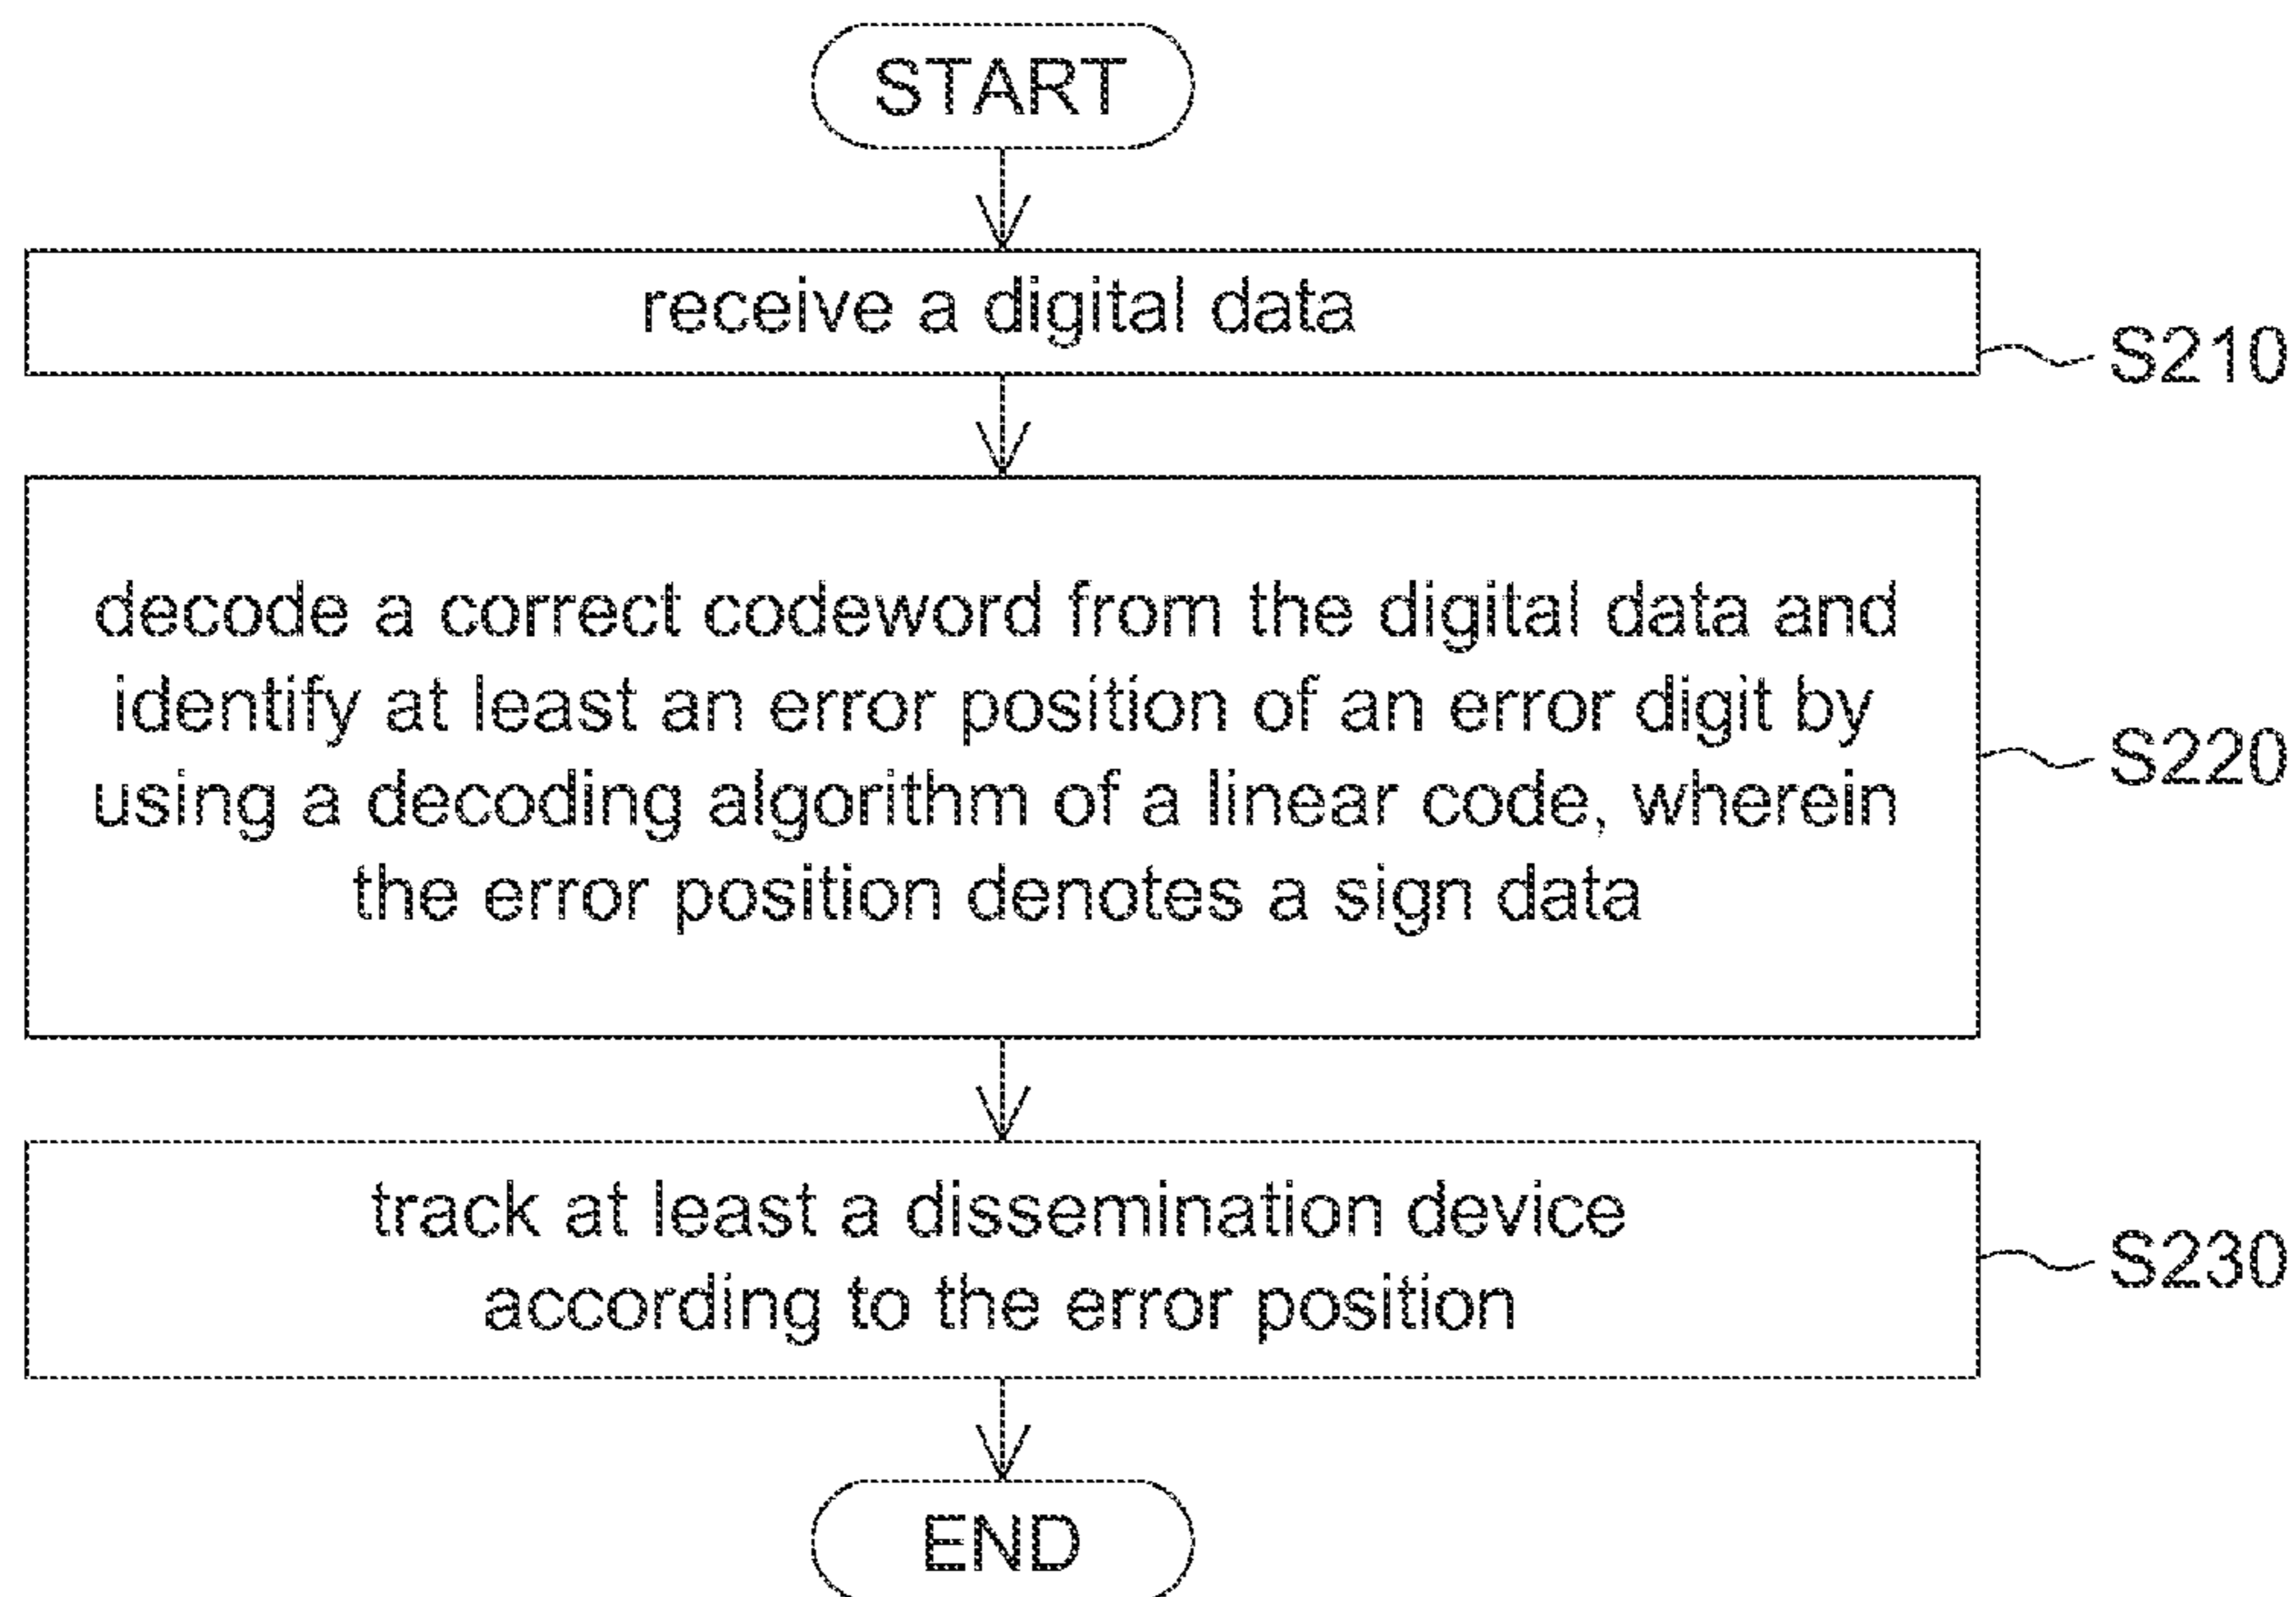 START
receive a digital data
S210
decode a correct codeword from the digital data and
identify at least an error position of an error digit by
using a decoding algorithm of a linear code, wherein
the error position denotes a sign data
S220
track at least a dissemination device
according to the error position
S230
END